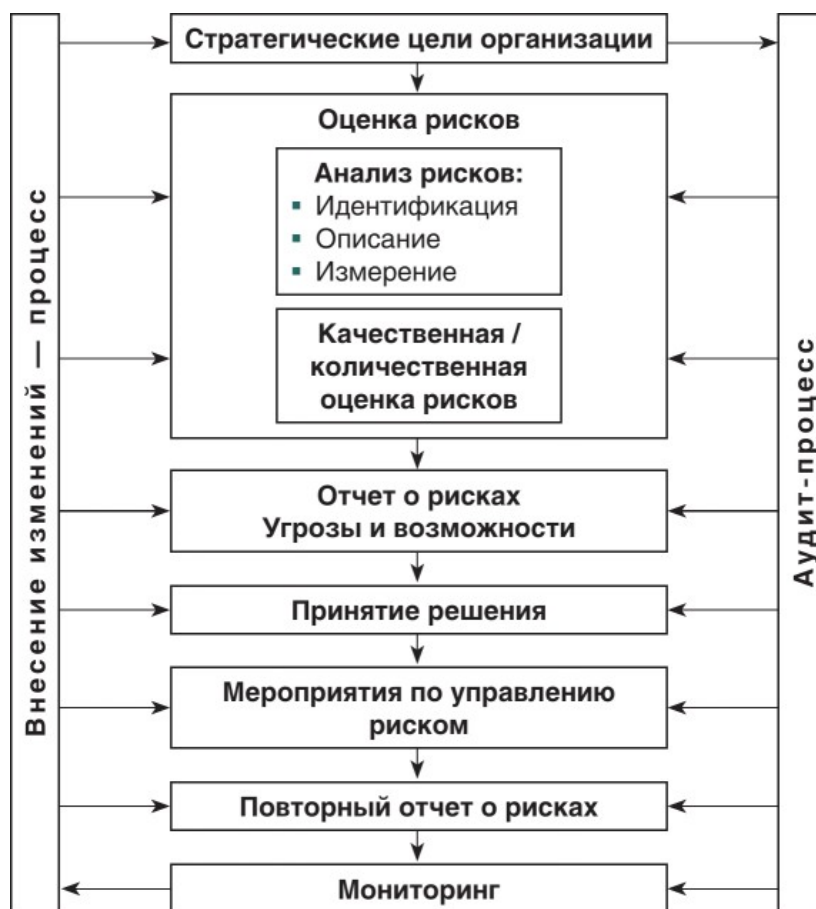 Стратегические цели организации
Оценка рисков
Анализ рисков:
▪ Идентификация
▪ Описание
▪ Измерение
Качественная /
количественная
оценка рисков
Отчет о рисках
Угрозы и возможности
Принятие решения
Мероприятия по управлению
риском
Повторный отчет о рисках
Мониторинг
Внесение изменений — процесс
Аудит-процесс